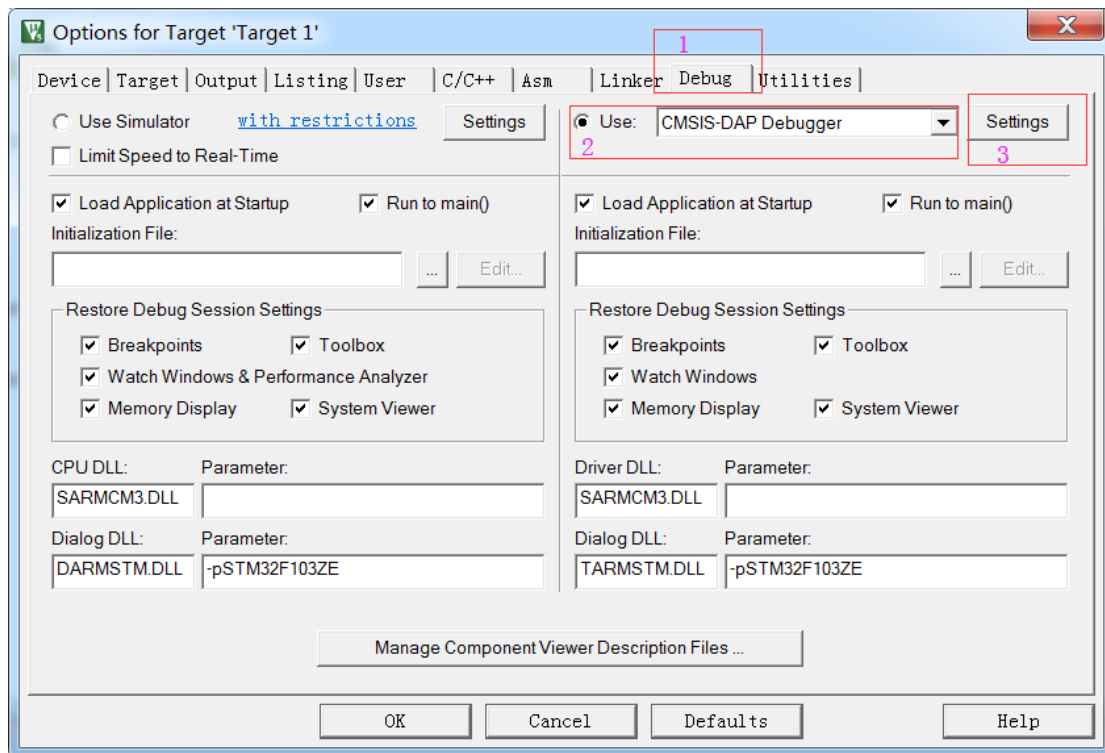 Options for Target 'Target 1'
1
Device Target Output Listing User C/C++ Asm Linker Debug Utilities
Use Simulator with restrictions Settings Use: CMSIS-DAP Debugger Settings
2 3
Limit Speed to Real-Time
Load Application at Startup Run to main() Load Application at Startup Run to main()
Initialization File: Initialization File:
... Edit... ... Edit...
Restore Debug Session Settings Restore Debug Session Settings
Breakpoints Toolbox Breakpoints Toolbox
Watch Windows & Performance Analyzer Watch Windows
Memory Display System Viewer Memory Display System Viewer
CPU DLL: Parameter: Driver DLL: Parameter:
SARMCM3.DLL SARMCM3.DLL
Dialog DLL: Parameter: Dialog DLL: Parameter:
DARMSTM.DLL -pSTM32F103ZE TARMSTM.DLL -pSTM32F103ZE
Manage Component Viewer Description Files ...
OK Cancel Defaults Help